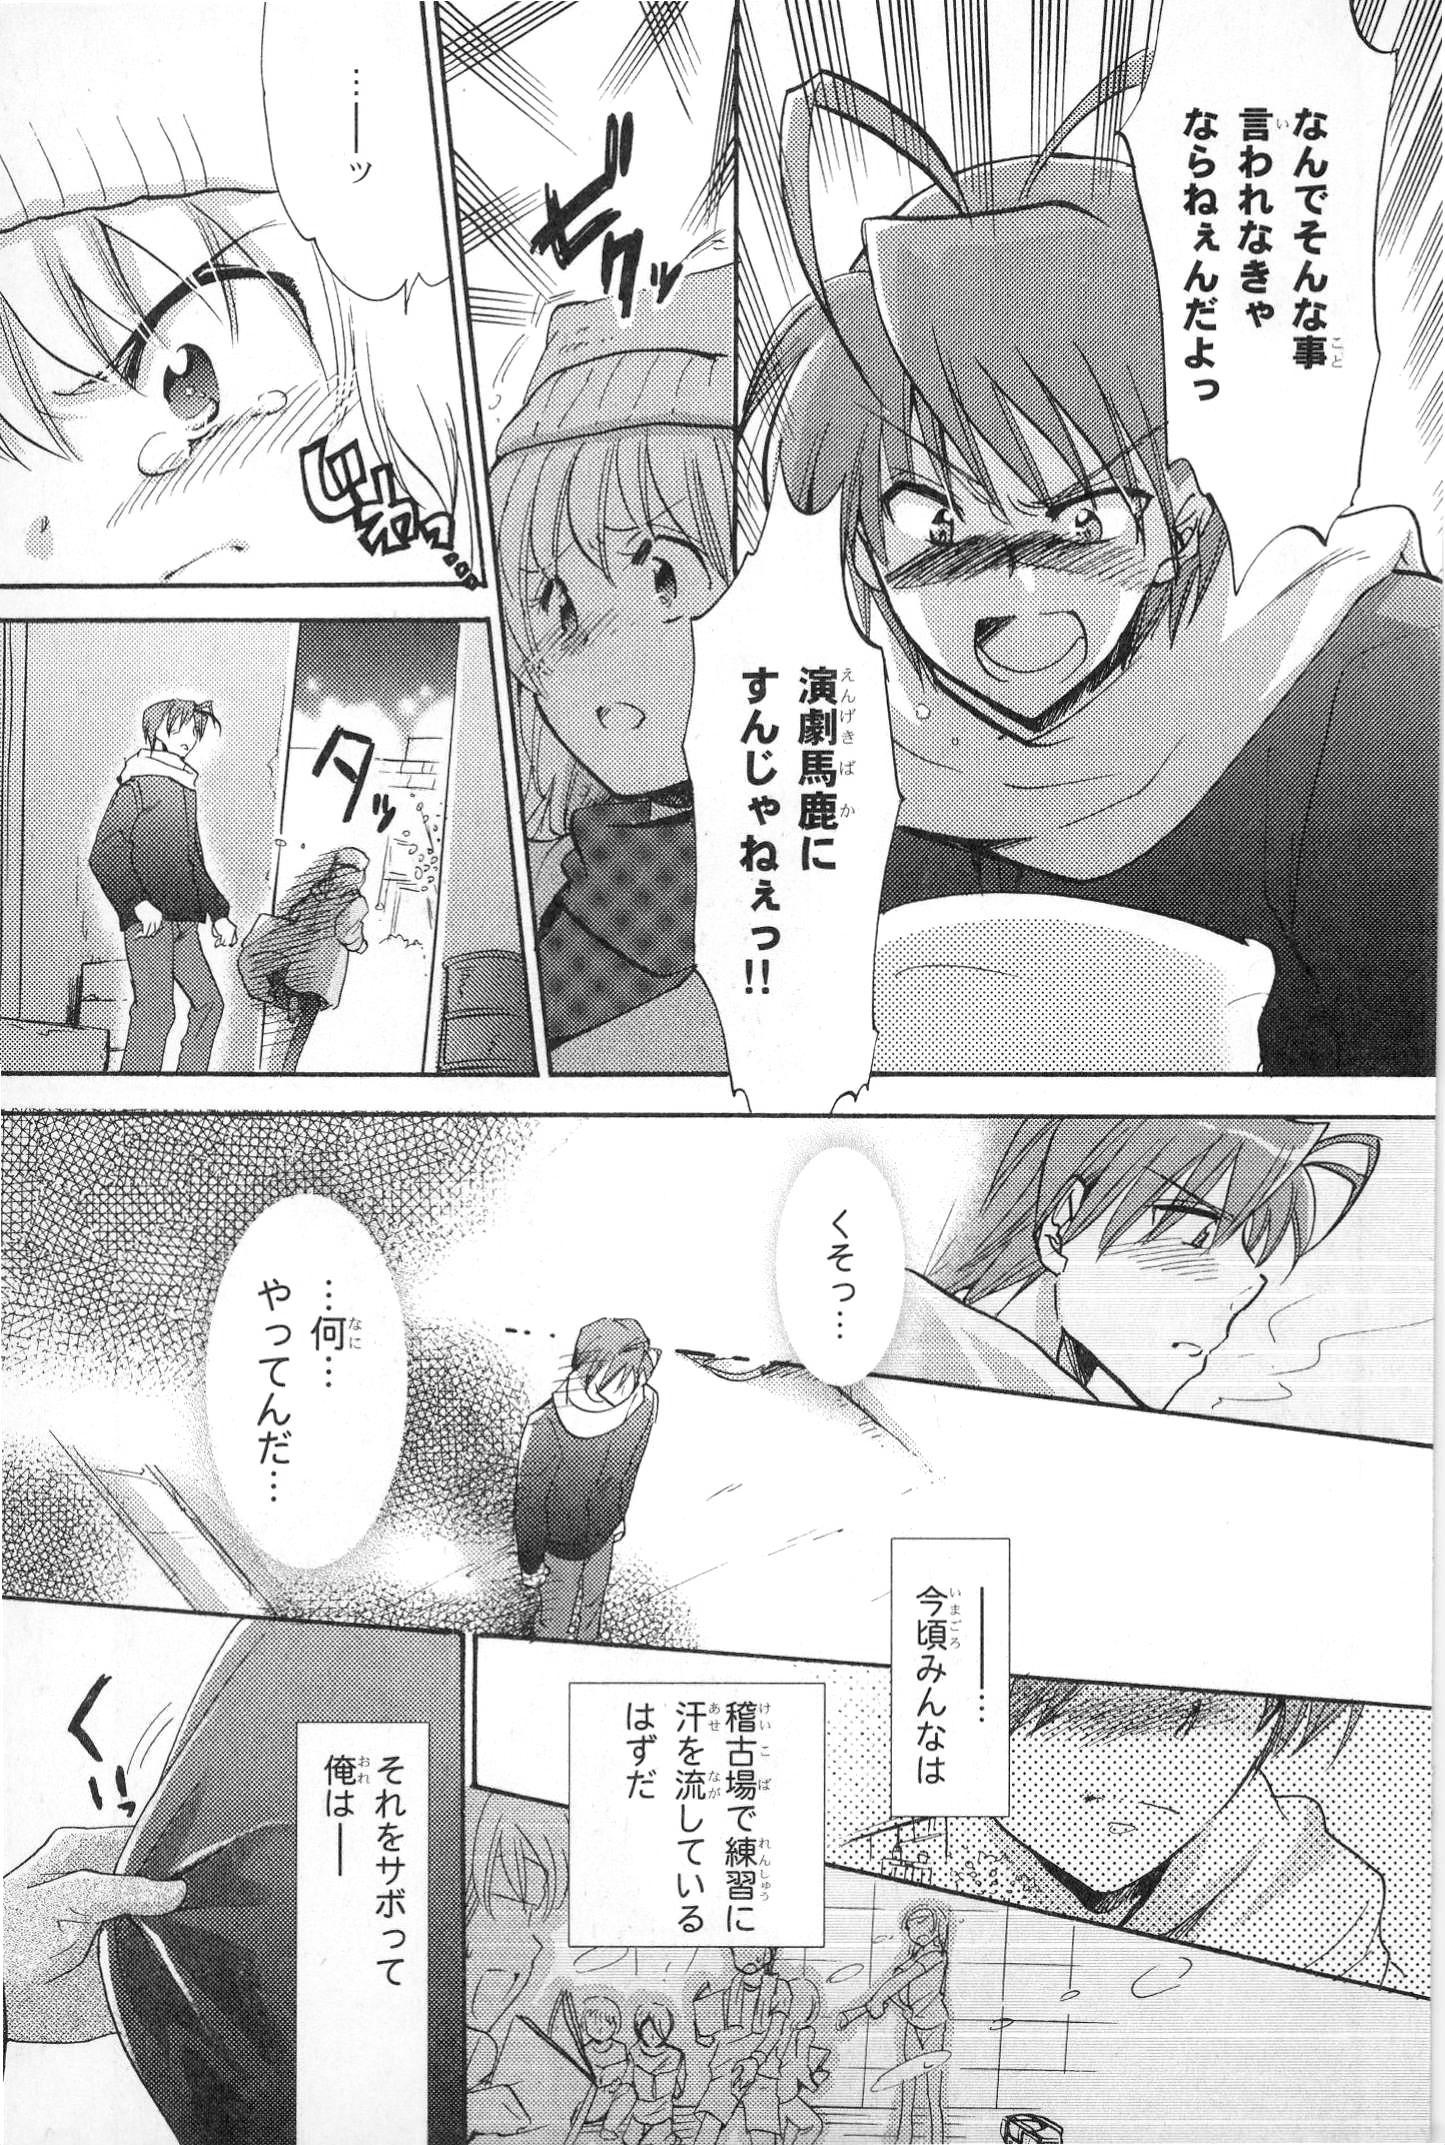 なんでそんな事
言われなきゃ
ならねぇんだよっ
演劇馬鹿に
すんじゃねぇっ!!
ビクッ
…――ッ
じわっ…
タッ
くそっ…
…何…
やってんだ…
――…
今頃みんなは
稽古場で練習に
汗を流している
はずだ
それをサボって
俺は――
く"